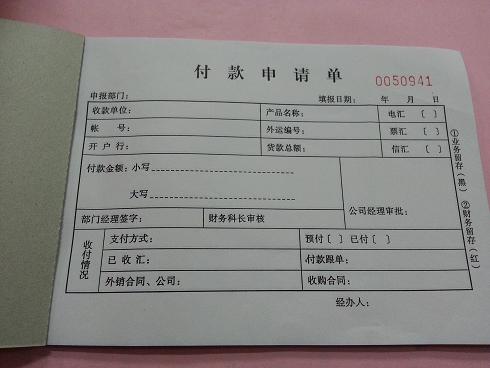 付款申请单
0050941
申报部门： 填报日期： 年 月 日
收款单位： 产品名汇： 电汇 〔 〕
帐 号： 外运编号： 票汇 〔 〕
开 户 行： 货款总额： 信汇 〔 〕
付款金额：小写
大写
公司经理审批：
部门经理签字： 财务科长审核
收付情况
支付方式： 预付〔 〕已付〔 〕
已 收 汇： 付款跟单：
外销合同、公司： 收购合同：
经办人：
①业务留存（黑） ②财务留存（红）